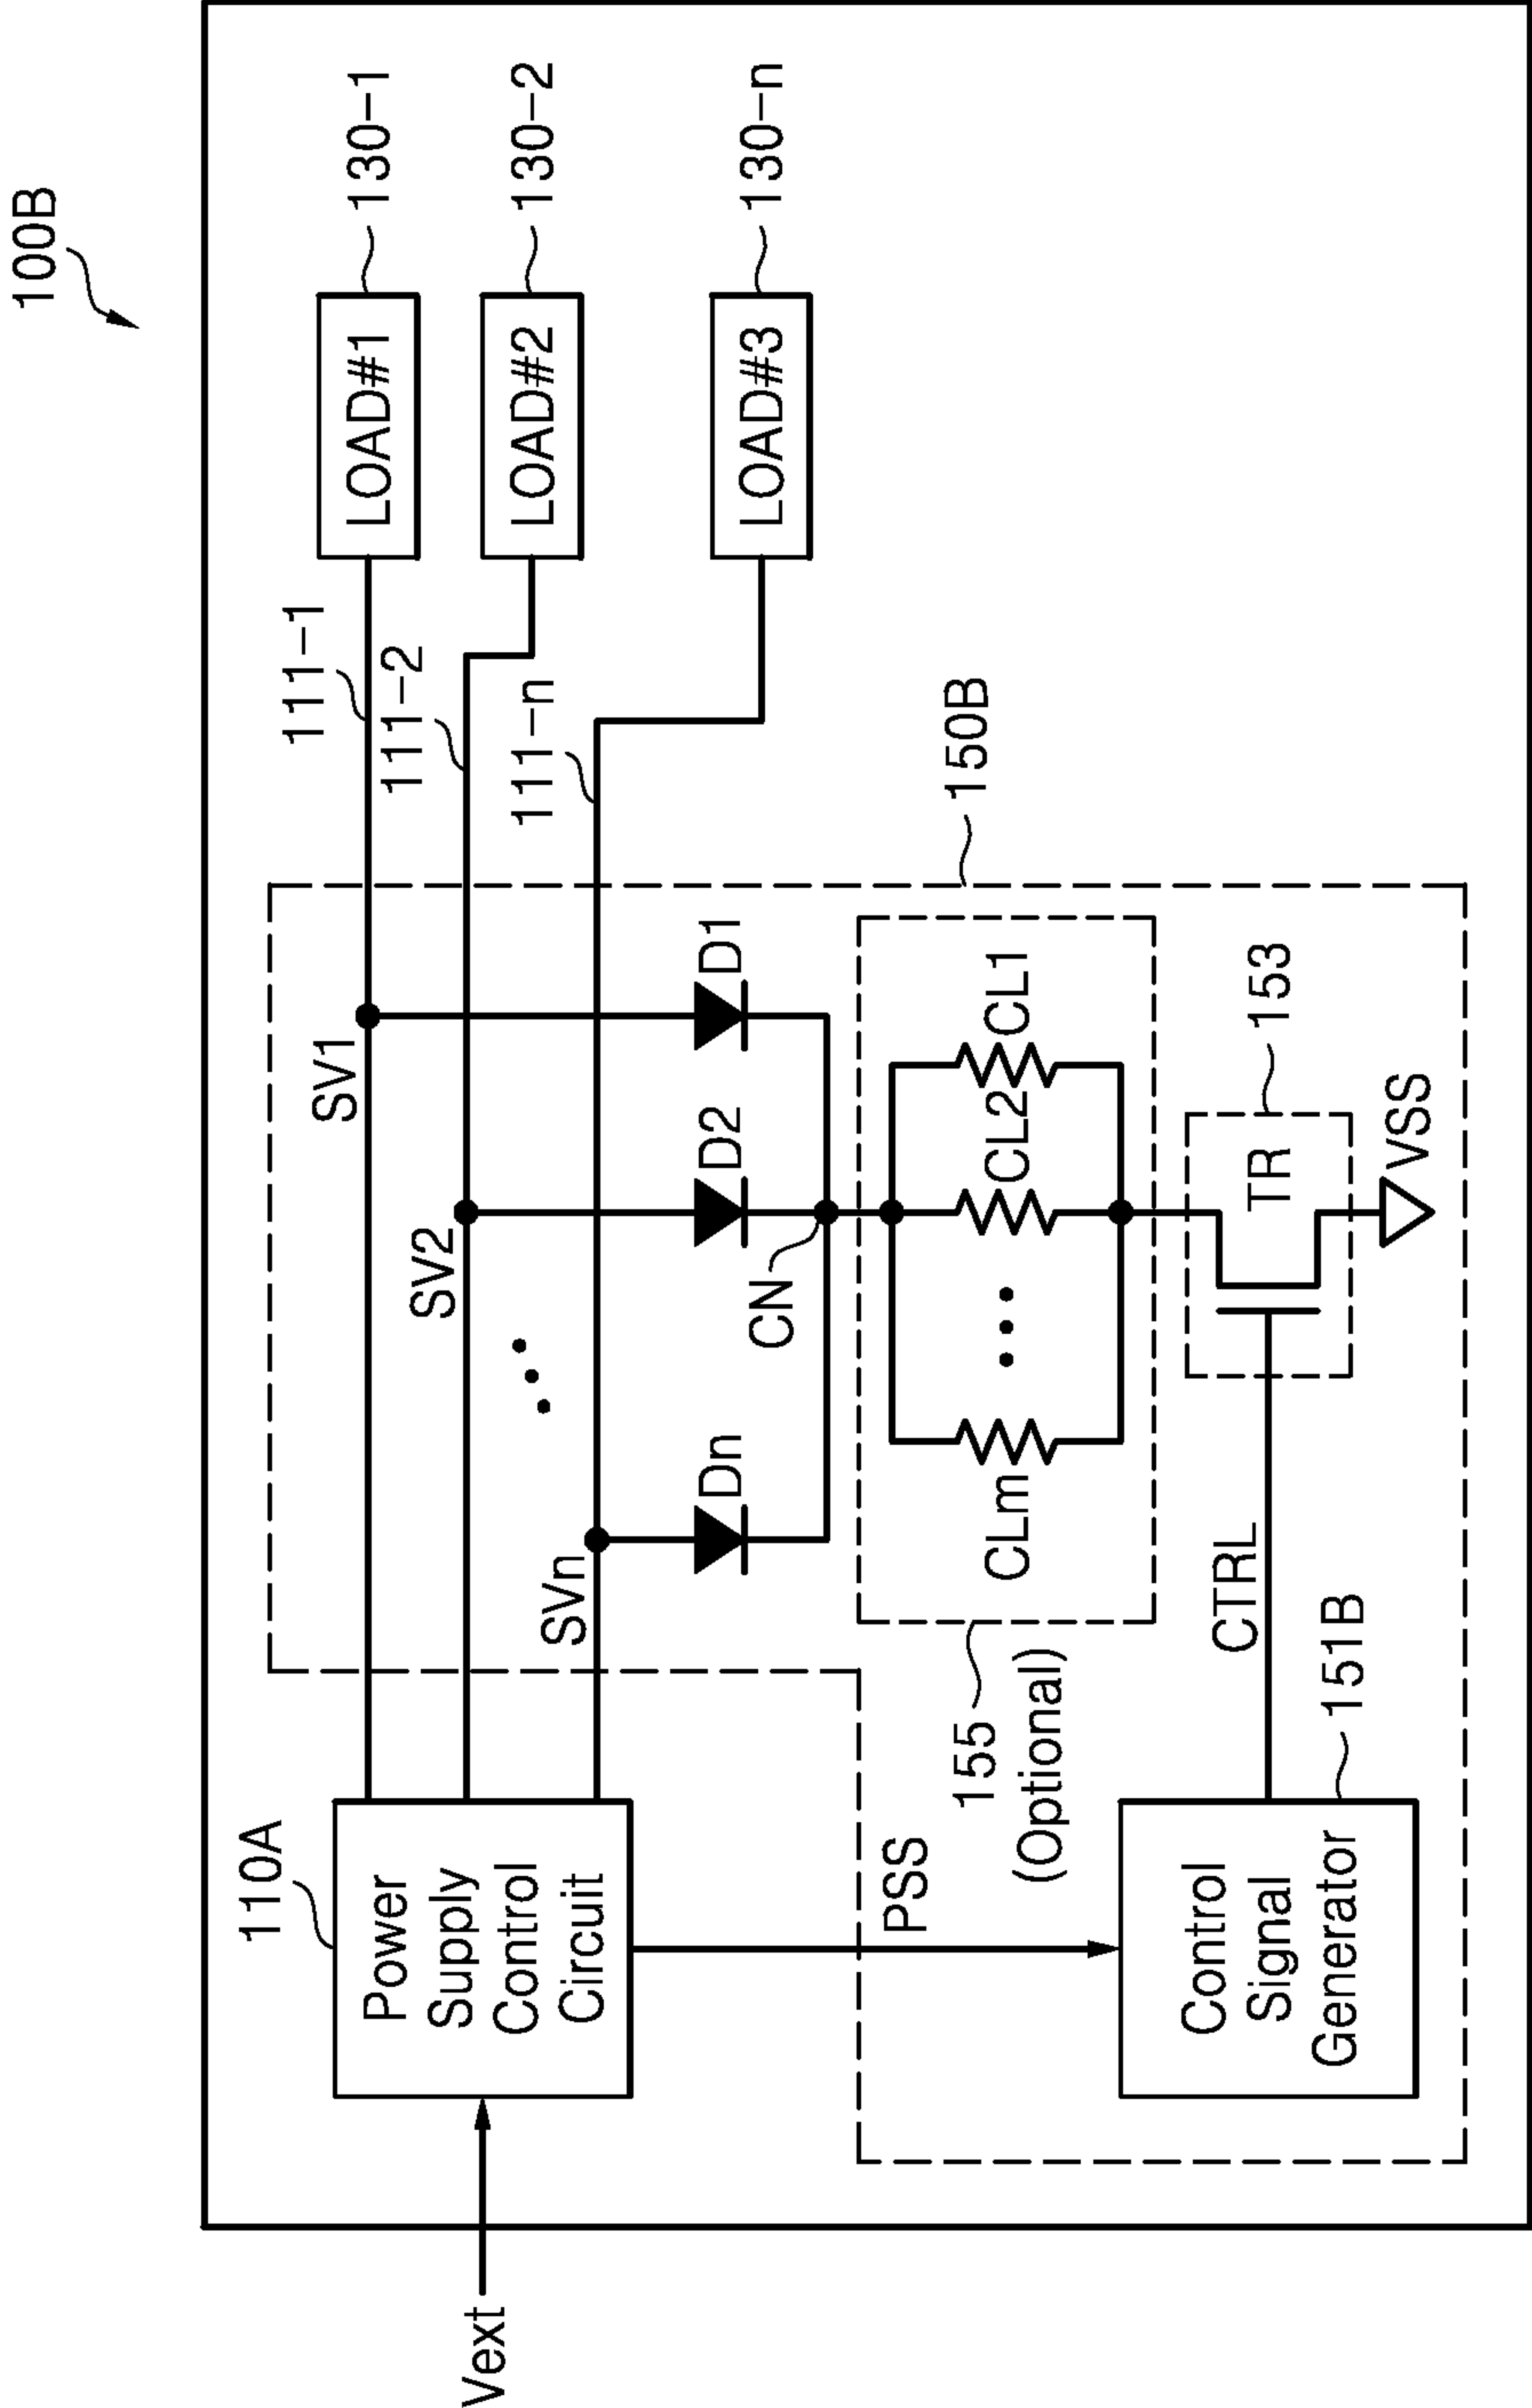 100B
110A
Power
Supply
Control
Circuit
Vext
SV1
SV2
SVn
111-1
111-2
111-n
LOAD#1
130-1
LOAD#2
130-2
LOAD#3
130-n
Dn
D2
D1
CN
150B
CLm
CL2
CL1
155
(Optional)
PSS
Control
Signal
Generator
151B
CTRL
TR
153
VSS